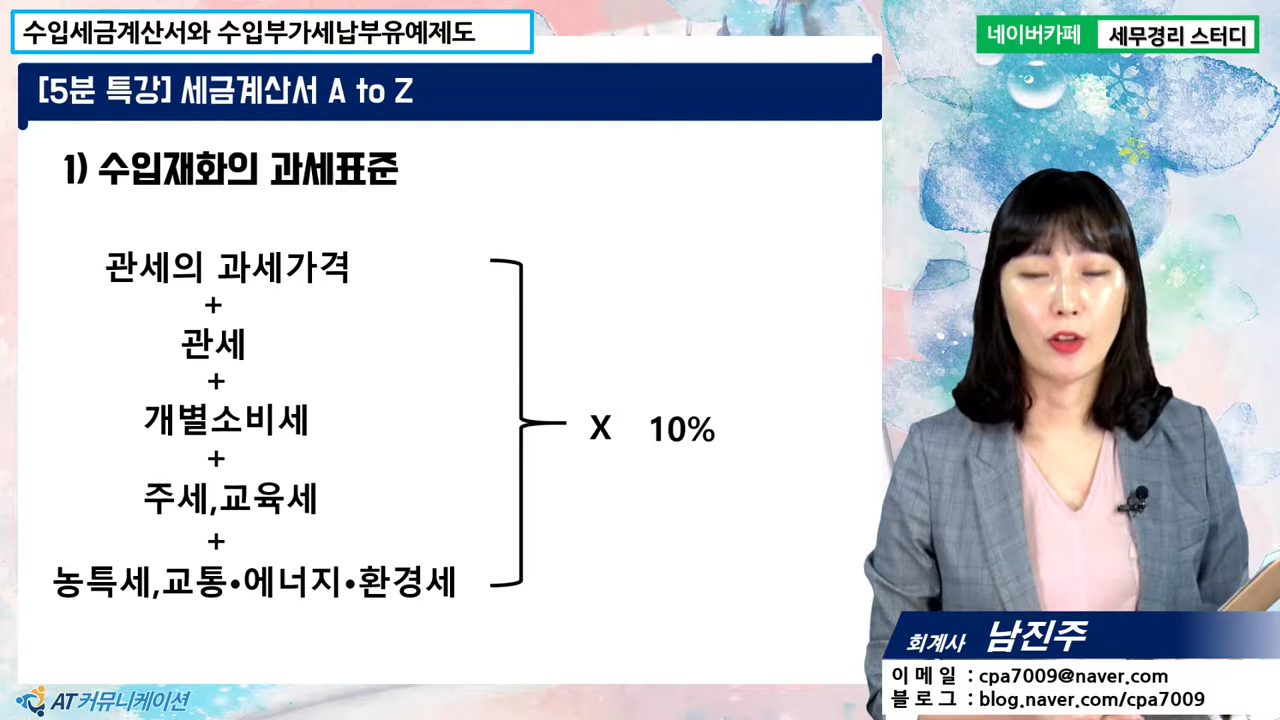 수입세금계산서와 수입부가세납부유예제도
네이버카페 세무경리 스터디
[5분 특강] 세금계산서 A to Z
1) 수입재화의 과세표준
관세의 과세가격
+
관세
+
개별소비세
+
주세,교육세
+
농특세,교통•에너지•환경세
X 10%
회계사 남진주
이 메 일 : cpa7009@naver.com
블 로 그 : blog.naver.com/cpa7009
AT커뮤니케이션